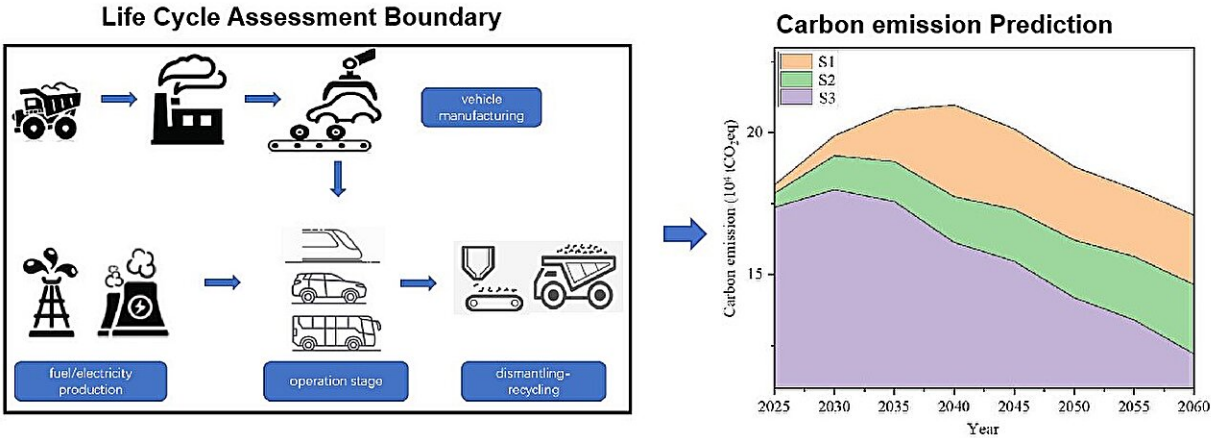 Life Cycle Assessment Boundary
vehicle
manufacturing
fuel/electricity
production
operation stage
dismantling-
recycling
Carbon emission Prediction
S1
S2
S3
Carbon emission (10⁴ tCO₂eq)
20
15
2025 2030 2035 2040 2045 2050 2055 2060
Year